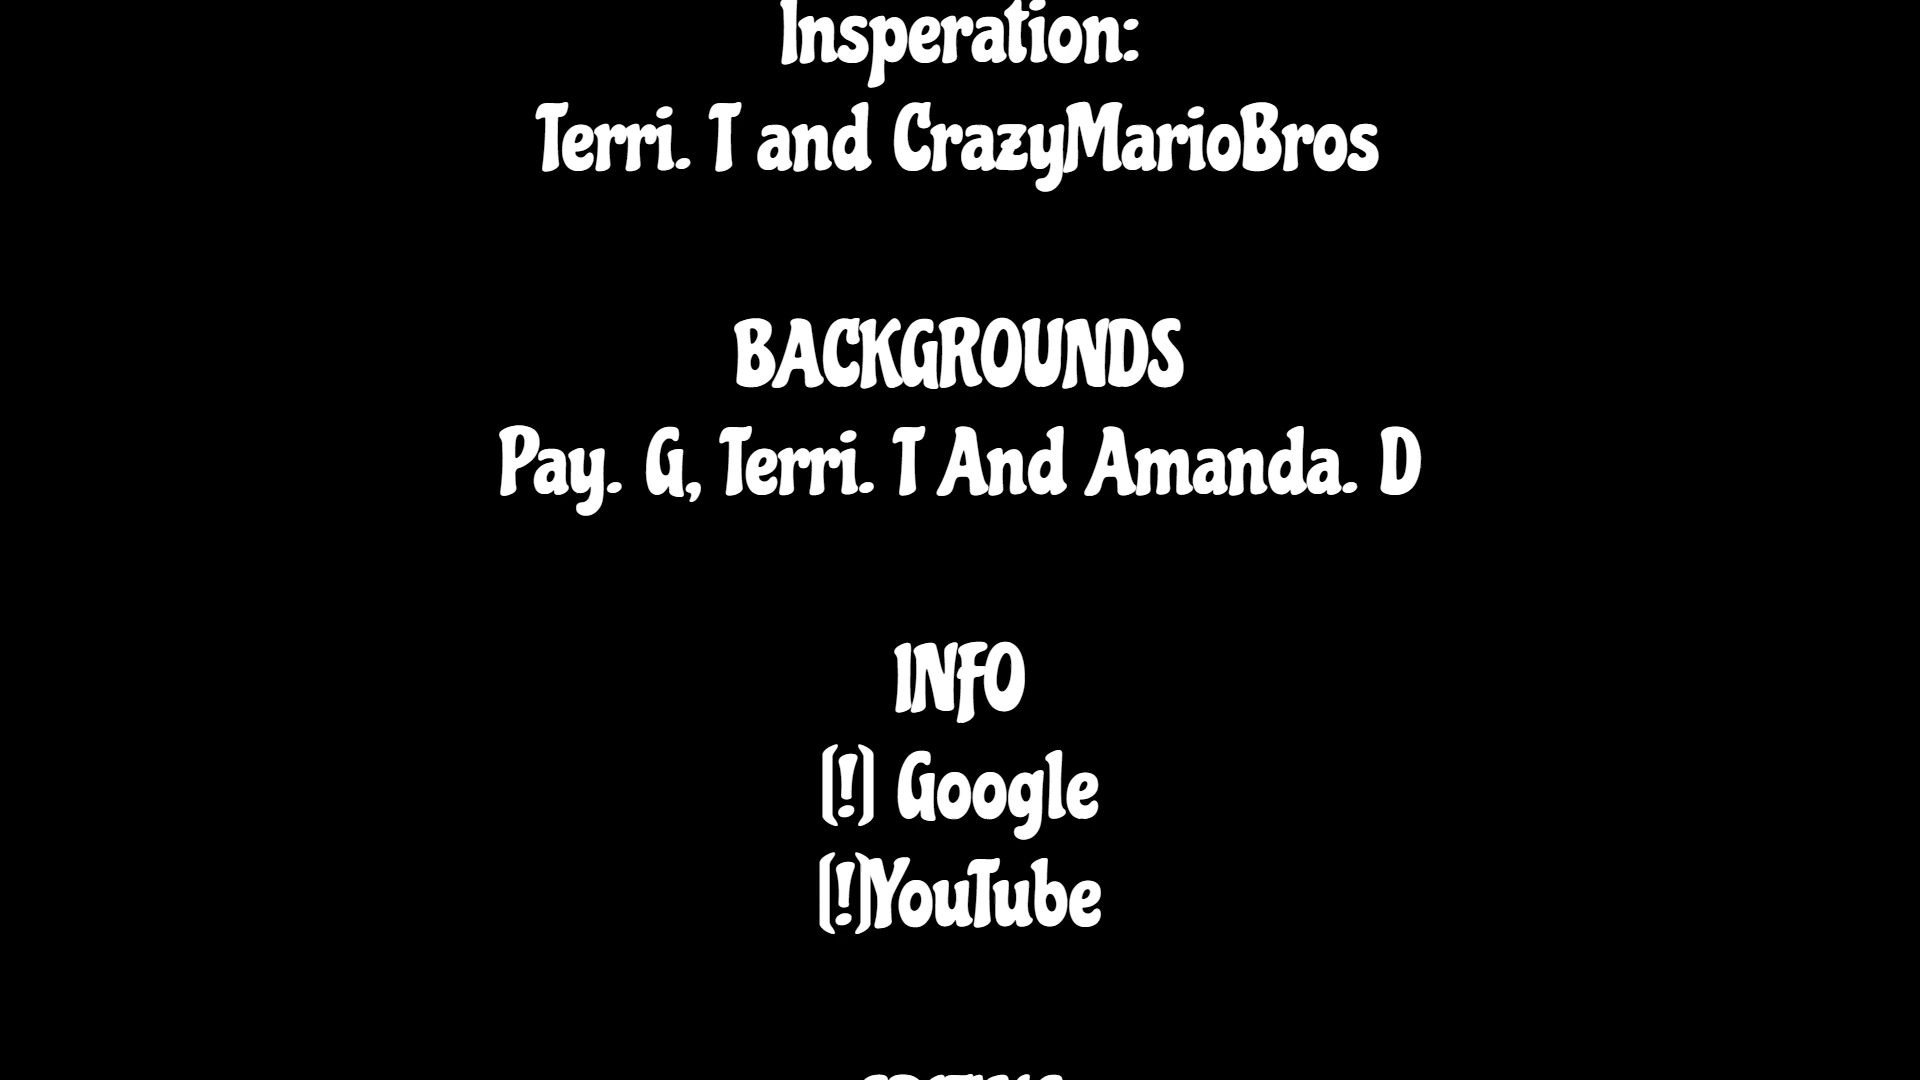 Insperation:
Terri. T and CrazyMarioBros
BACKGROUNDS
Pay. G, Terri. T And Amanda. D
INFO
(!) Google
(!)YouTube